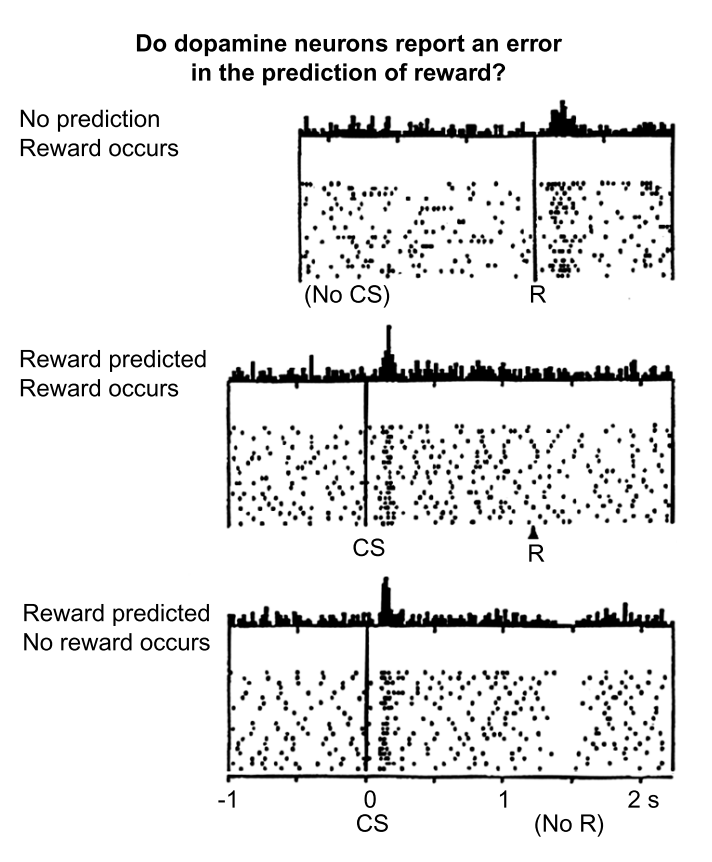 Do dopamine neurons report an error
in the prediction of reward?
No prediction
Reward occurs
(No CS)
R
Reward predicted
Reward occurs
CS
R
Reward predicted
No reward occurs
-1 0 1 2 s
CS (No R)